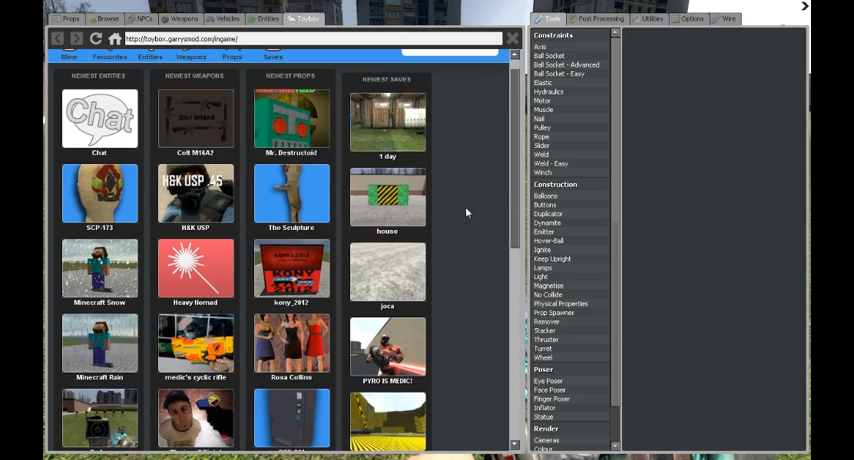 Props Browse NPCs Weapons Vehicles Entities Toybox
http://toybox.garrysmod.com/ingame/
Mine Favourites Entities Weapons Props Saves
NEWEST ENTITIES NEWEST WEAPONS NEWEST PROPS NEWEST SAVES
Chat
COLT M16A2
Chat Colt M16A2 Mr. Destructoid 1 day
H&K USP .45
SCP-173 H&K USP The Sculpture house
KONY
2012
Minecraft Snow Heavy Nomad kony_2012 joca
Minecraft Rain medic's cyclic rifle Rosa Collins PYRO IS MEDIC!
Tools Post Processing Utilities Options Wire
Constraints
Axis
Ball Socket
Ball Socket - Advanced
Ball Socket - Easy
Elastic
Hydraulics
Motor
Muscle
Nail
Pulley
Rope
Slider
Weld
Weld - Easy
Winch
Construction
Balloons
Buttons
Duplicator
Dynamite
Emitter
Hover-Ball
Ignite
Keep Upright
Lamps
Light
Magnetise
No Collide
Physical Properties
Prop Spawner
Remover
Stacker
Thruster
Turret
Wheel
Poser
Eye Poser
Face Poser
Finger Poser
Inflator
Statue
Render
Cameras
Colour